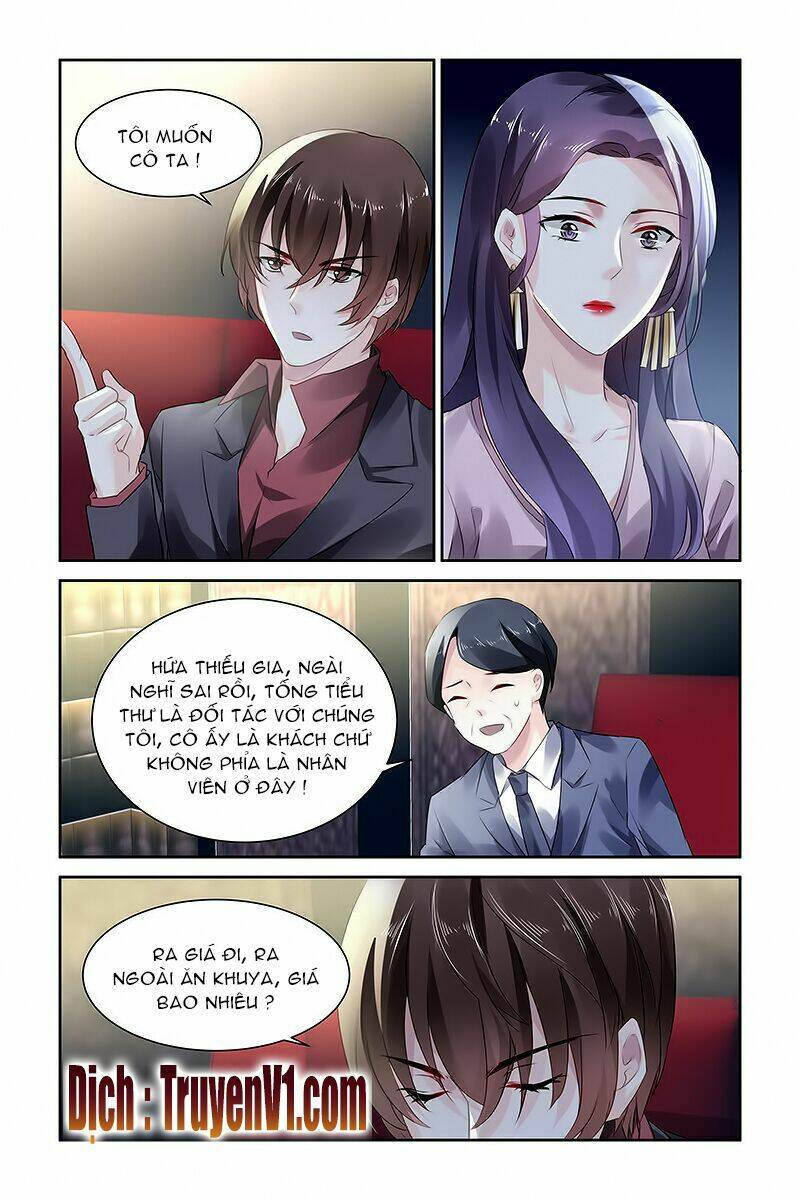 TÔI MUỐN
CÔ TA !
HỨA THIẾU GIA, NGÀI
NGHĨ SAI RỒI, TỐNG TIỂU
THƯ LÀ ĐỐI TÁC VỚI CHÚNG
TÔI, CÔ ẤY LÀ KHÁCH CHỨ
KHÔNG PHỈA LÀ NHÂN
VIÊN Ở ĐÂY !
RA GIÁ ĐI, RA
NGOÀI ĂN KHUYA, GIÁ
BAO NHIÊU ?
Dịch : TruyenV1.com